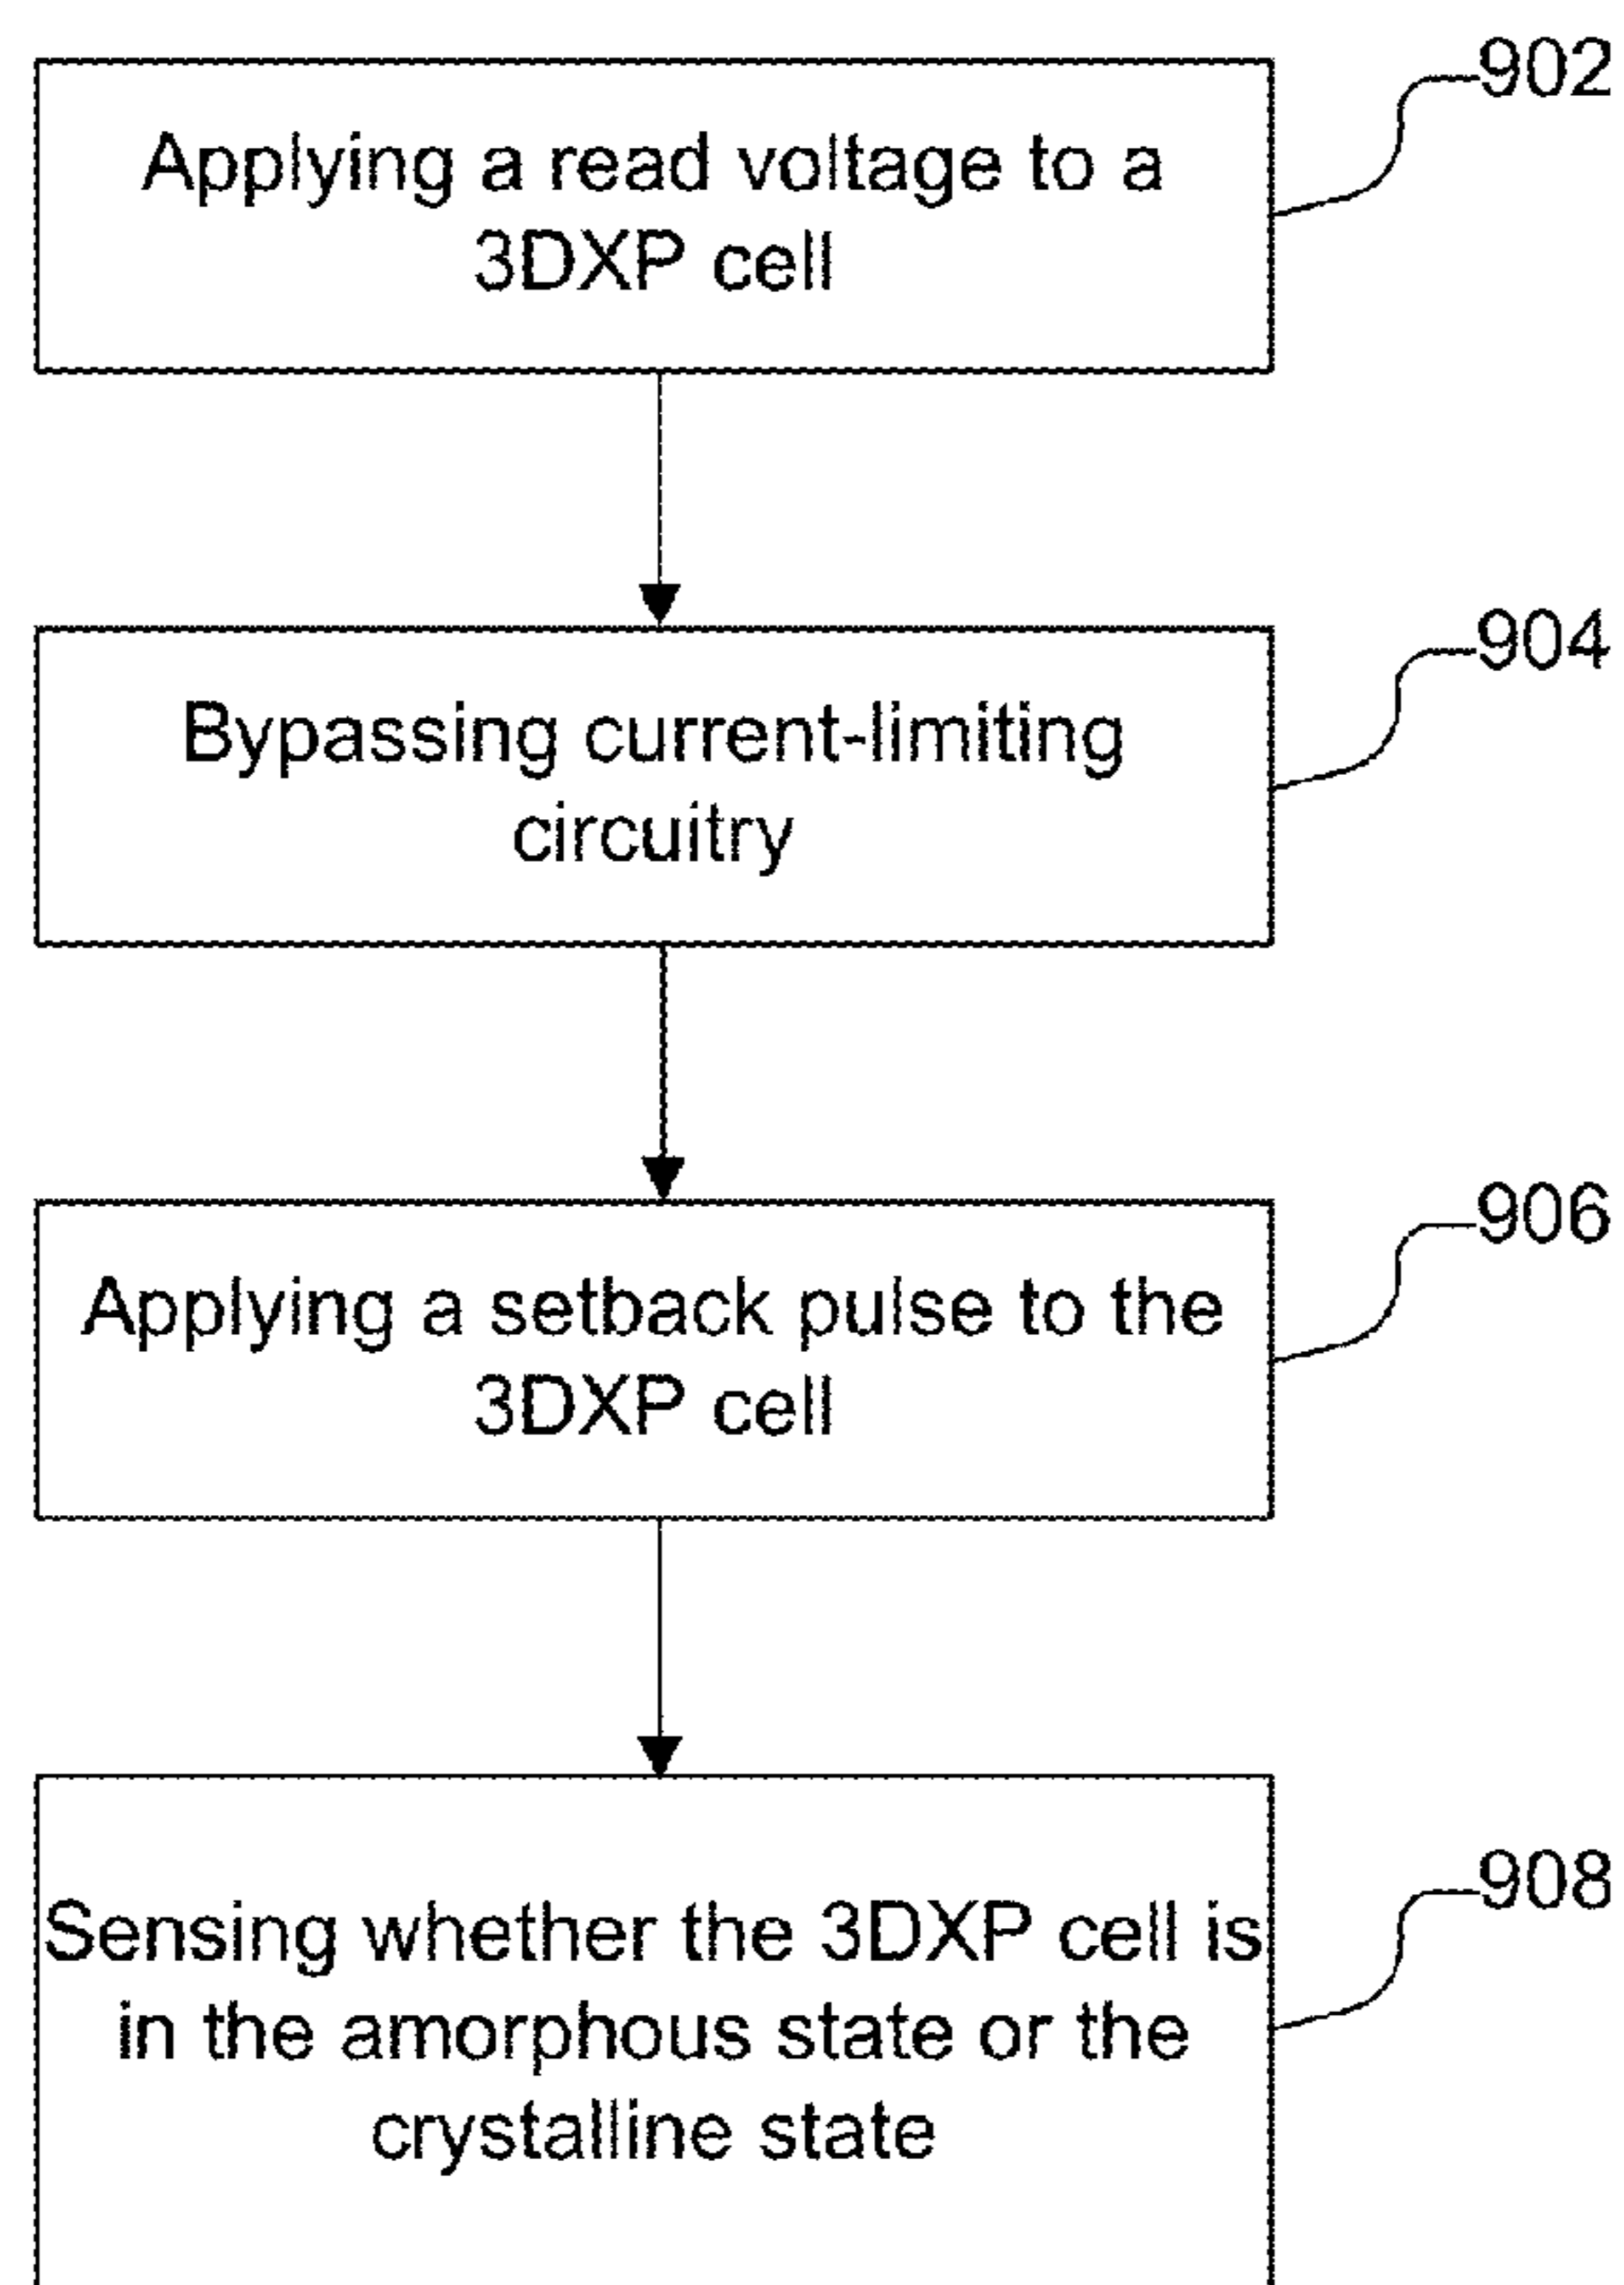 902
Applying a read voltage to a
3DXP cell
904
Bypassing current-limiting
circuitry
906
Applying a setback pulse to the
3DXP cell
908
Sensing whether the 3DXP cell is
in the amorphous state or the
crystalline state